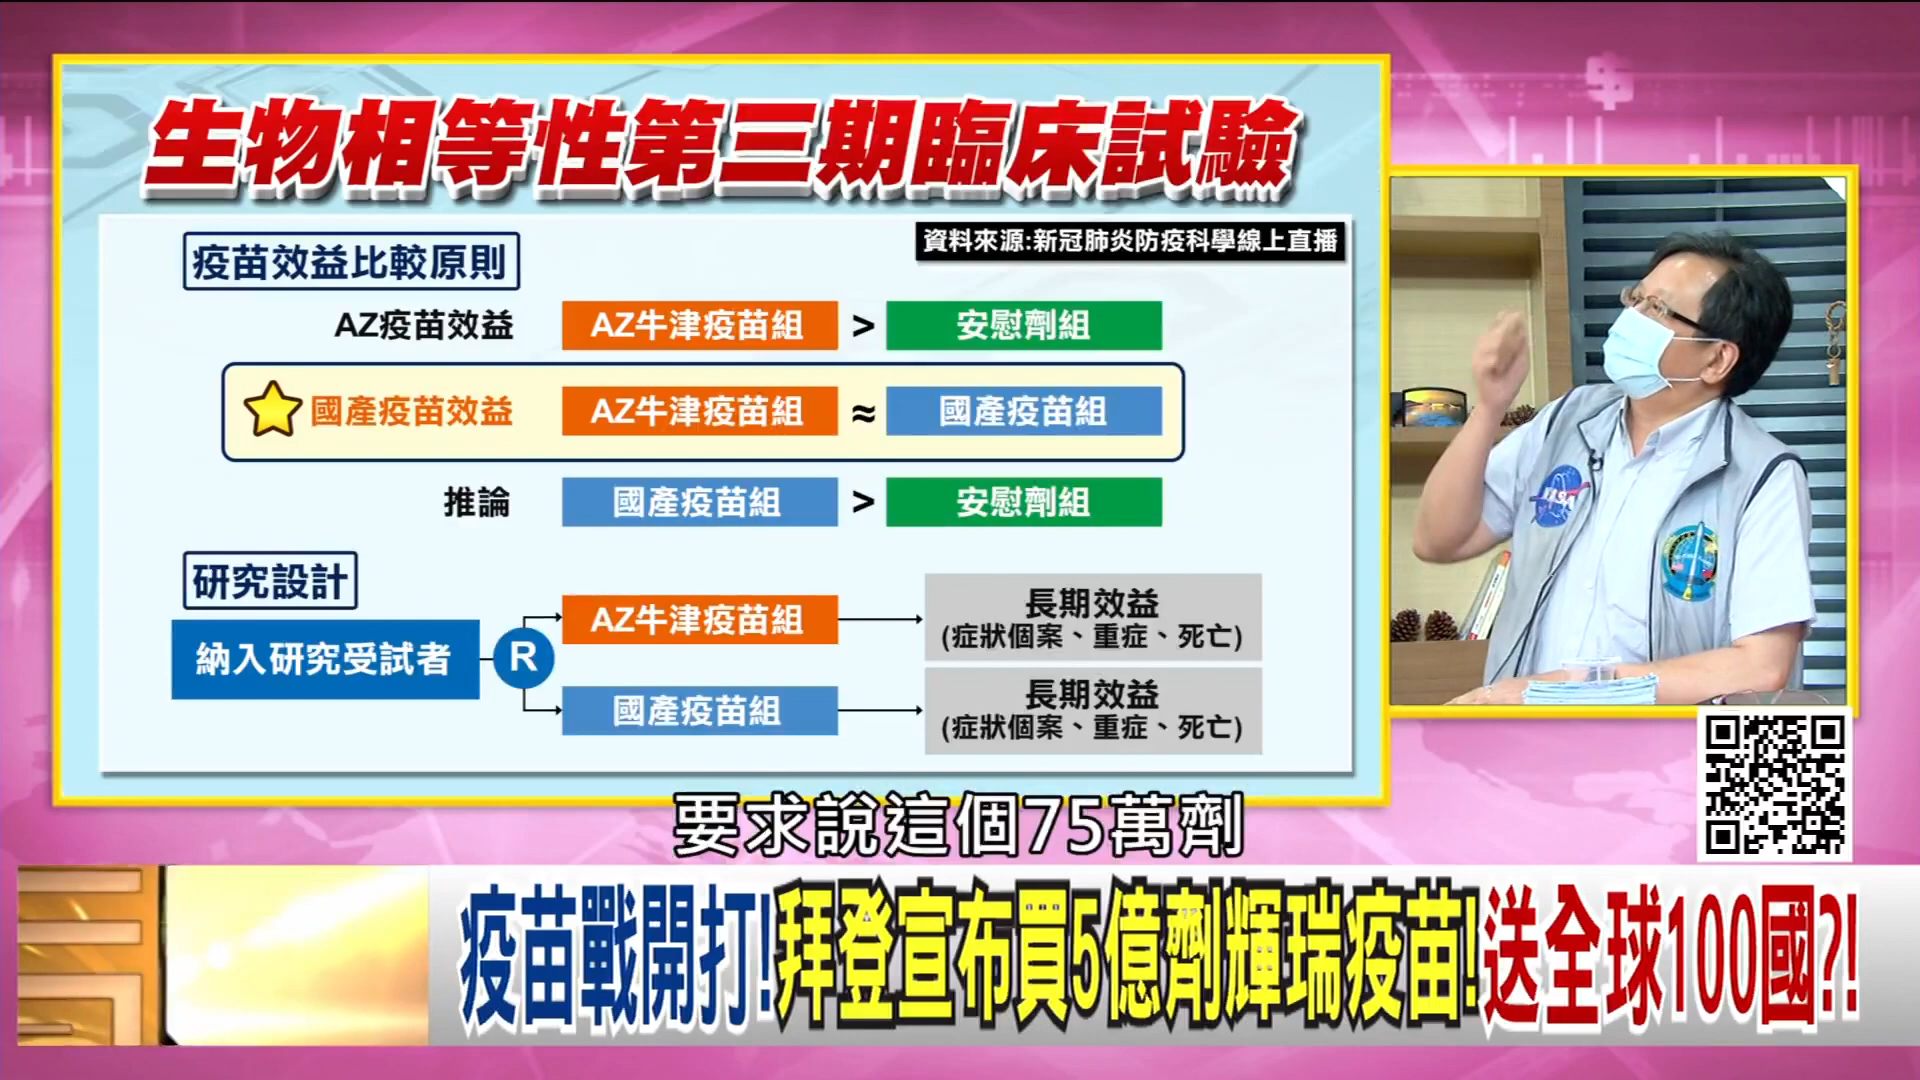 生物相等性第三期臨床試驗
資料來源:新冠肺炎防疫科學線上直播
疫苗效益比較原則
AZ疫苗效益 AZ牛津疫苗組 > 安慰劑組
國產疫苗效益 AZ牛津疫苗組 ≈ 國產疫苗組
推論 國產疫苗組 > 安慰劑組
研究設計
納入研究受試者
R
AZ牛津疫苗組
長期效益
(症狀個案、重症、死亡)
國產疫苗組
長期效益
(症狀個案、重症、死亡)
NASA
要求說這個75萬劑
疫苗戰開打!拜登宣布買5億劑輝瑞疫苗!送全球100國?!